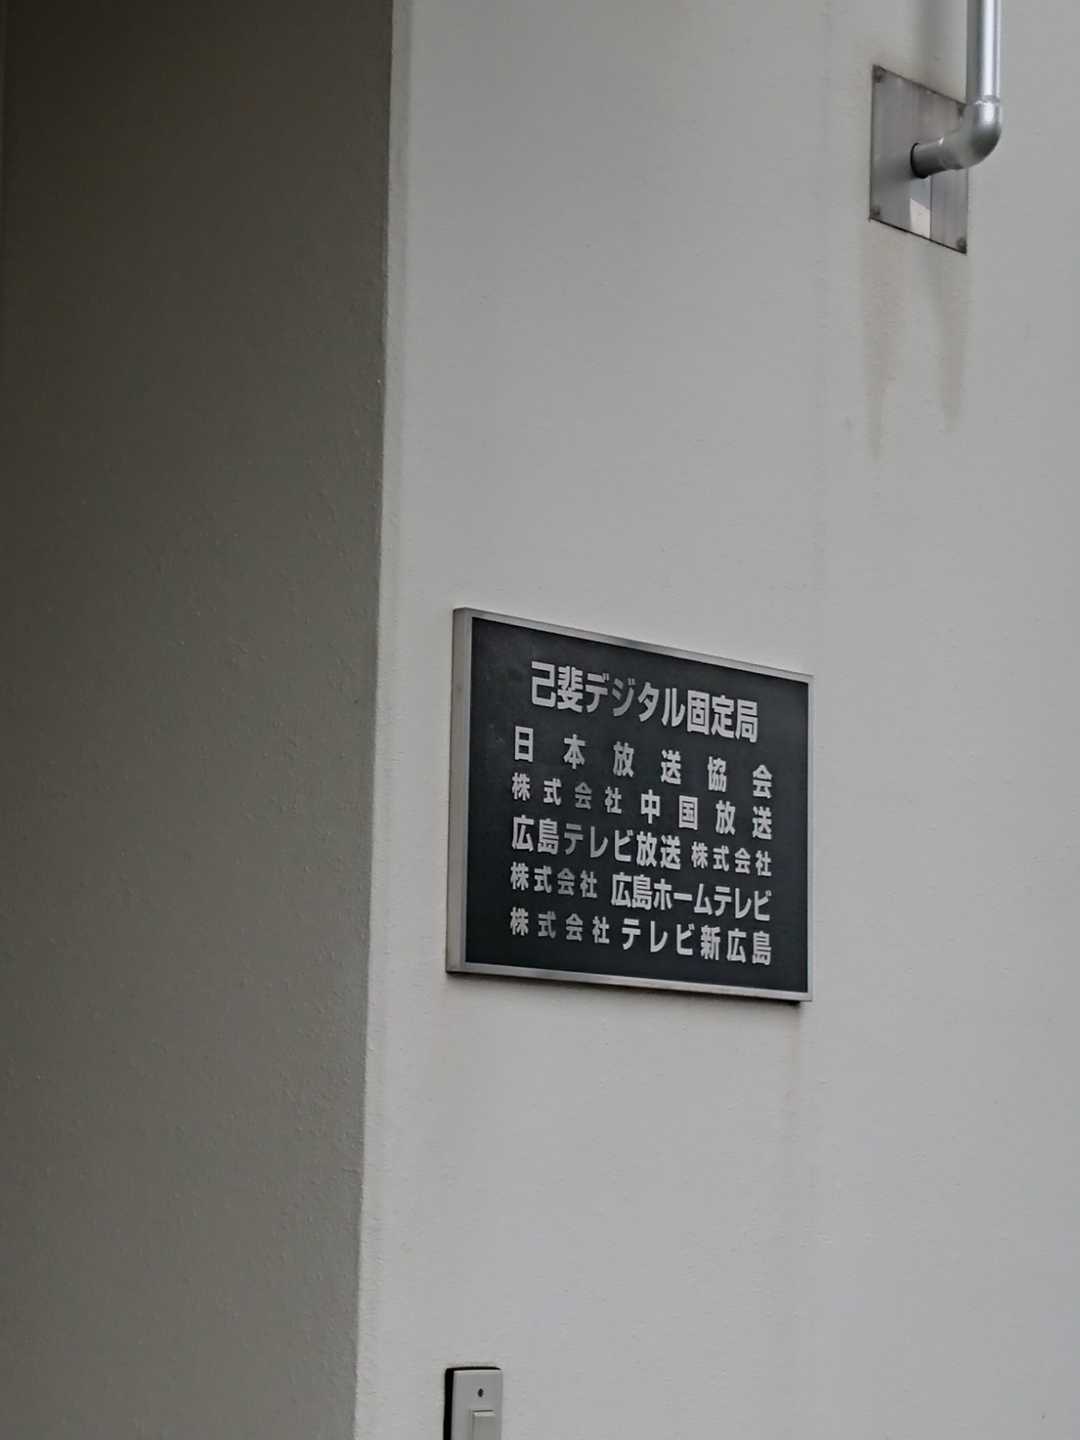 己斐デジタル固定局
日本放送協会
株式会社中国放送
広島テレビ放送株式会社
株式会社広島ホームテレビ
株式会社テレビ新広島